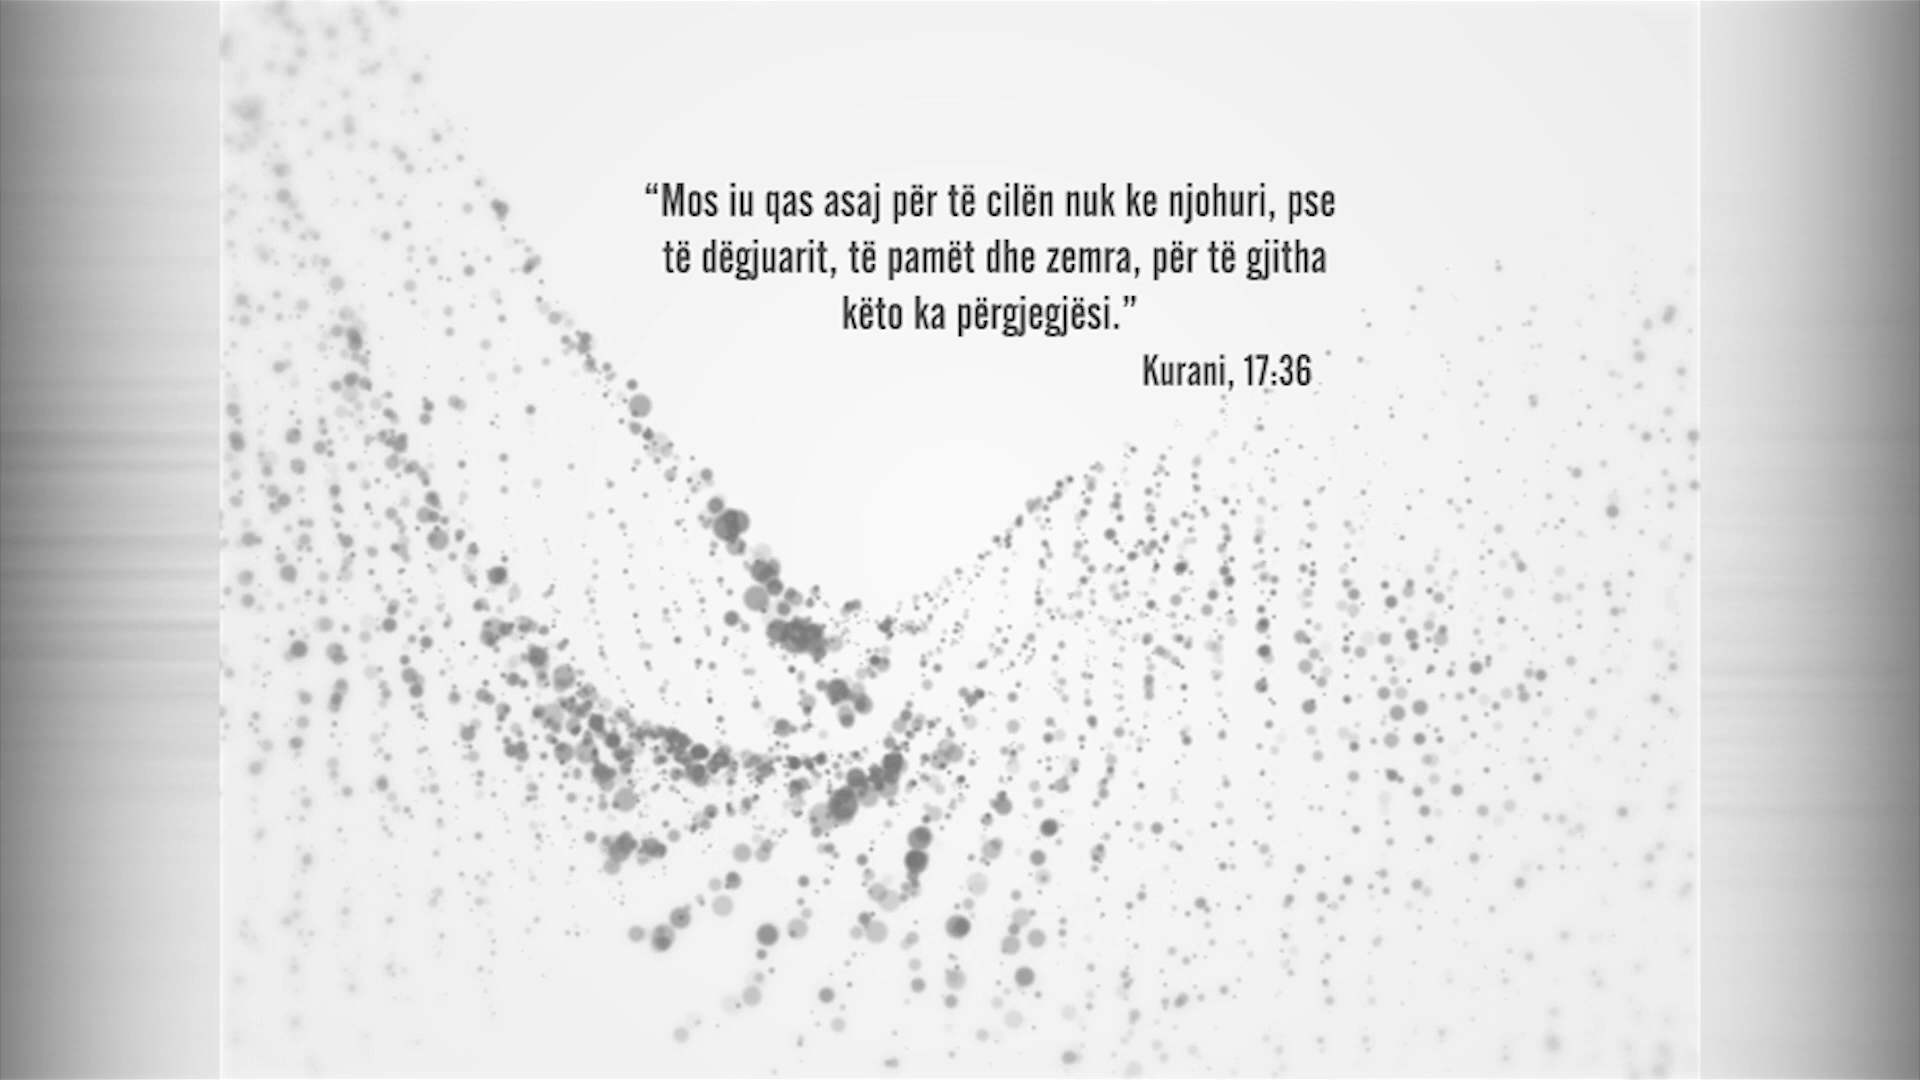 “Mos iu qas asaj për të cilën nuk ke njohuri, pse
të dëgjuarit, të pamët dhe zemra, për të gjitha
këto ka përgjegjësi.”
Kurani, 17:36